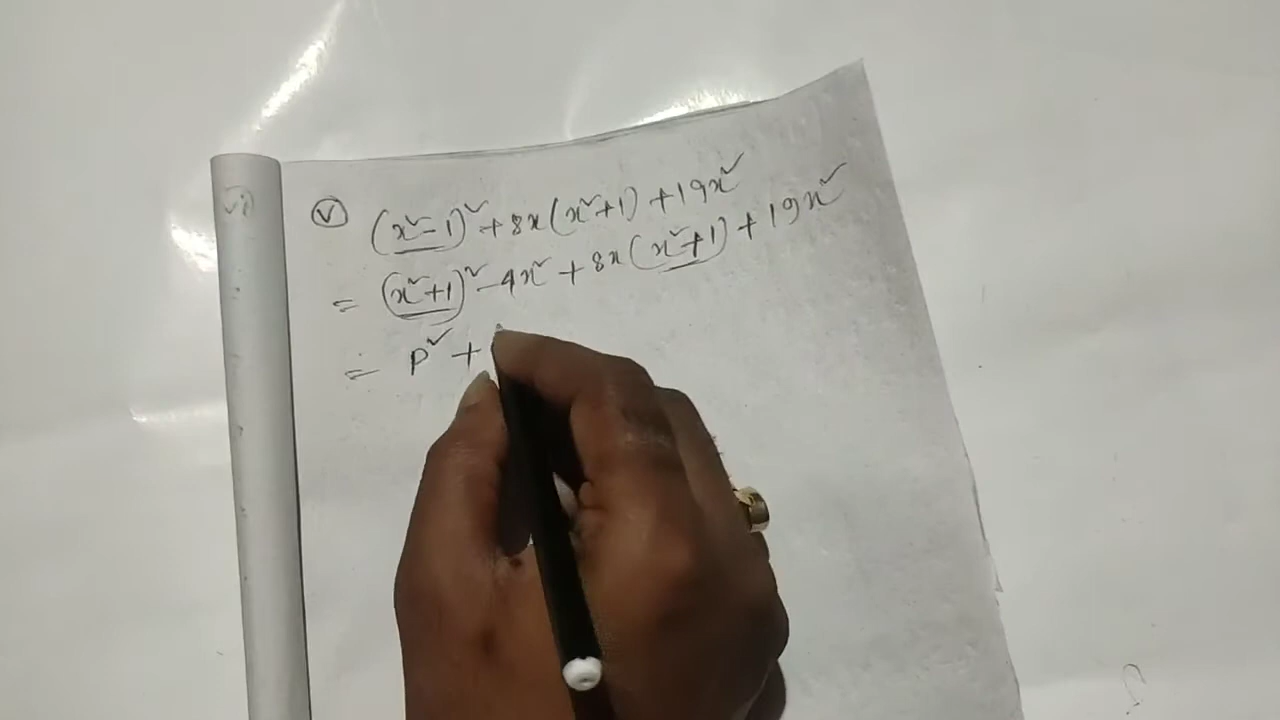 (v) (x²-1)² + 8x(x²+1) + 19x²
= (x²+1)² - 4x² + 8x(x²+1) + 19x²
= p² +